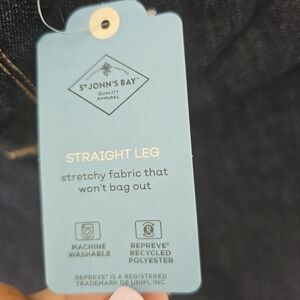 ST JOHN'S BAY™
QUALITY
APPAREL
STRAIGHT LEG
stretchy fabric that
won't bag out
MACHINE
WASHABLE
R
REPREVE®
RECYCLED
POLYESTER
REPREVE® IS A REGISTERED
TRADEMARK OF UNIFI, INC.